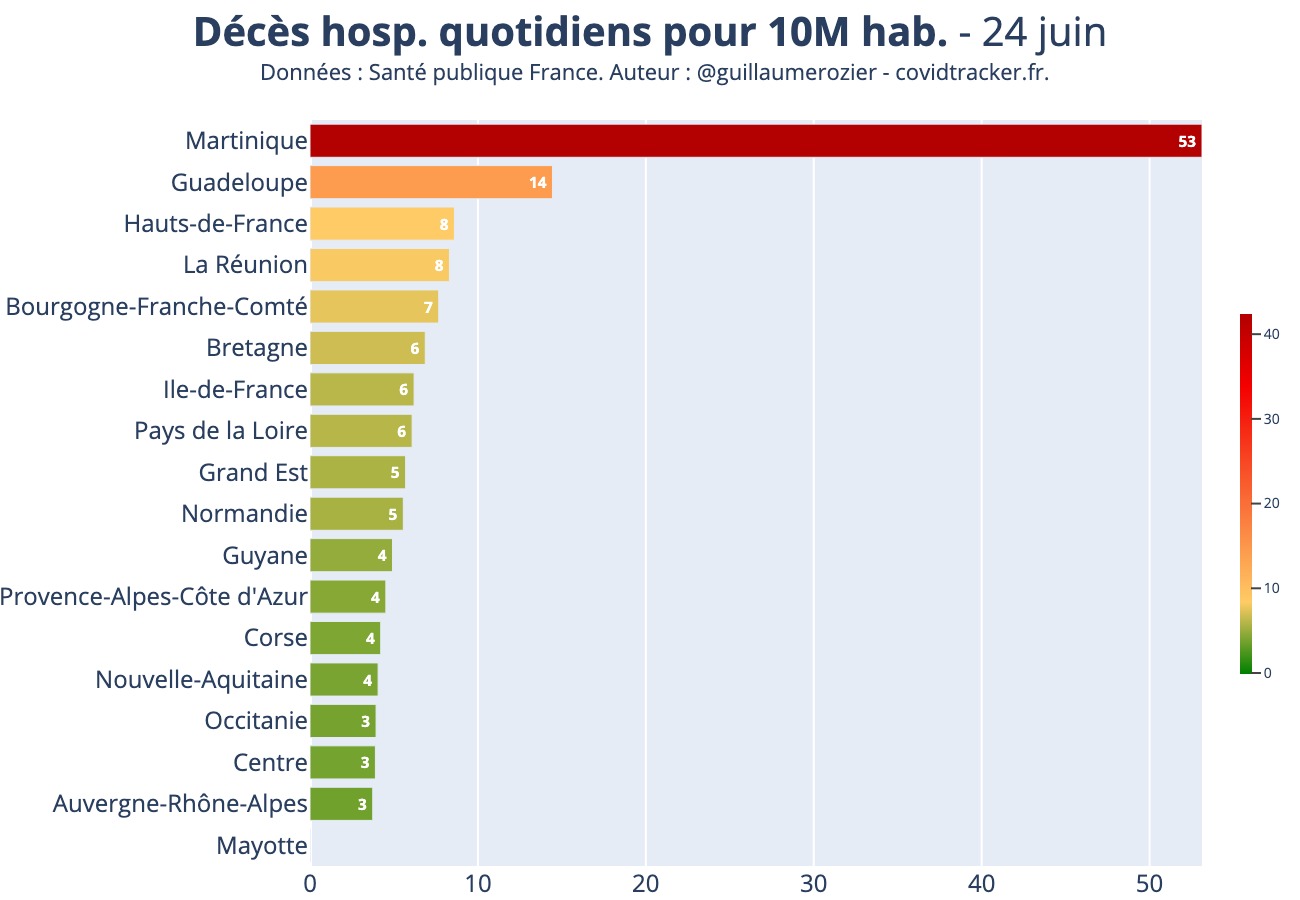 Décès hosp. quotidiens pour 10M hab. - 24 juin
Données : Santé publique France. Auteur : @guillaumerozier - covidtracker.fr.
Martinique 53
Guadeloupe 14
Hauts-de-France 8
La Réunion 8
Bourgogne-Franche-Comté 7
Bretagne 6
Ile-de-France 6
Pays de la Loire 6
Grand Est 5
Normandie 5
Guyane 4
Provence-Alpes-Côte d'Azur 4
Corse 4
Nouvelle-Aquitaine 4
Occitanie 3
Centre 3
Auvergne-Rhône-Alpes 3
Mayotte
0 10 20 30 40 50
40
30
20
10
0